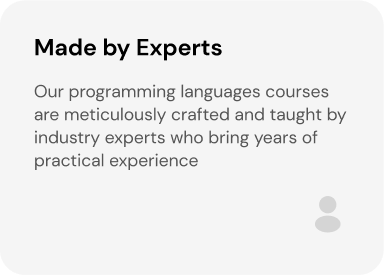 Made by Experts
Our programming languages courses
are meticulously crafted and taught by
industry experts who bring years of
practical experience